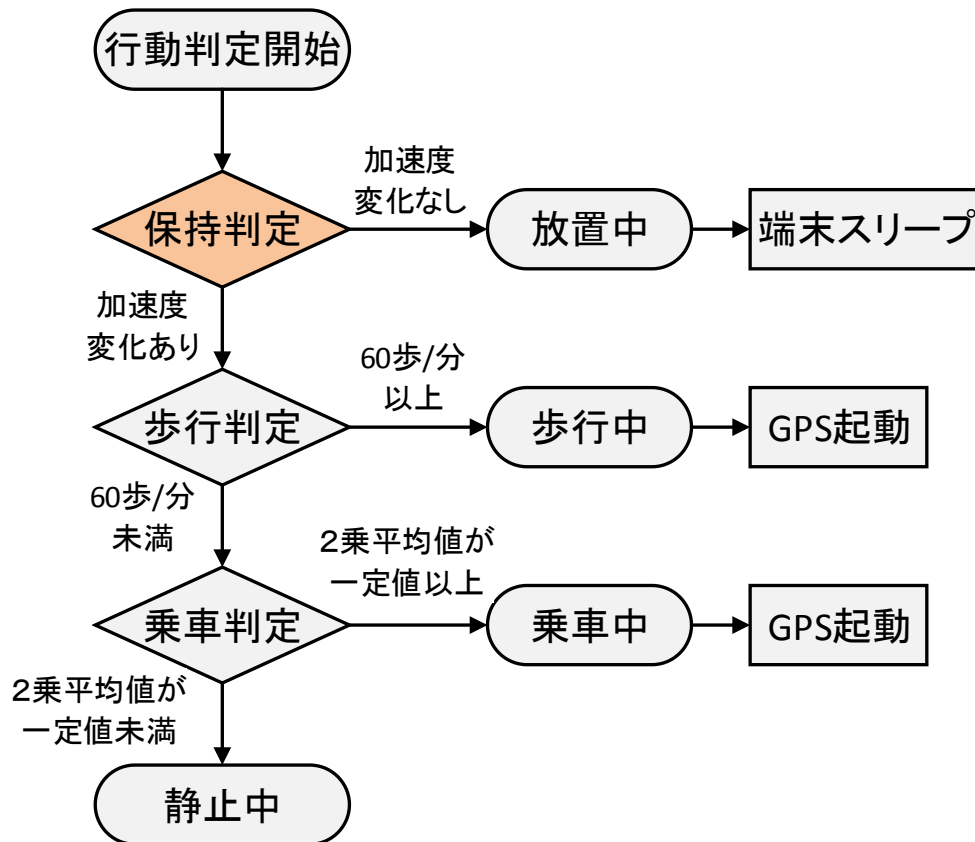 行動判定開始
加速度
変化なし
保持判定
放置中
端末スリープ
加速度
変化あり
60歩/分
以上
歩行判定
歩行中
GPS起動
60歩/分
未満
２乗平均値が
一定値以上
乗車判定
乗車中
GPS起動
２乗平均値が
一定値未満
静止中